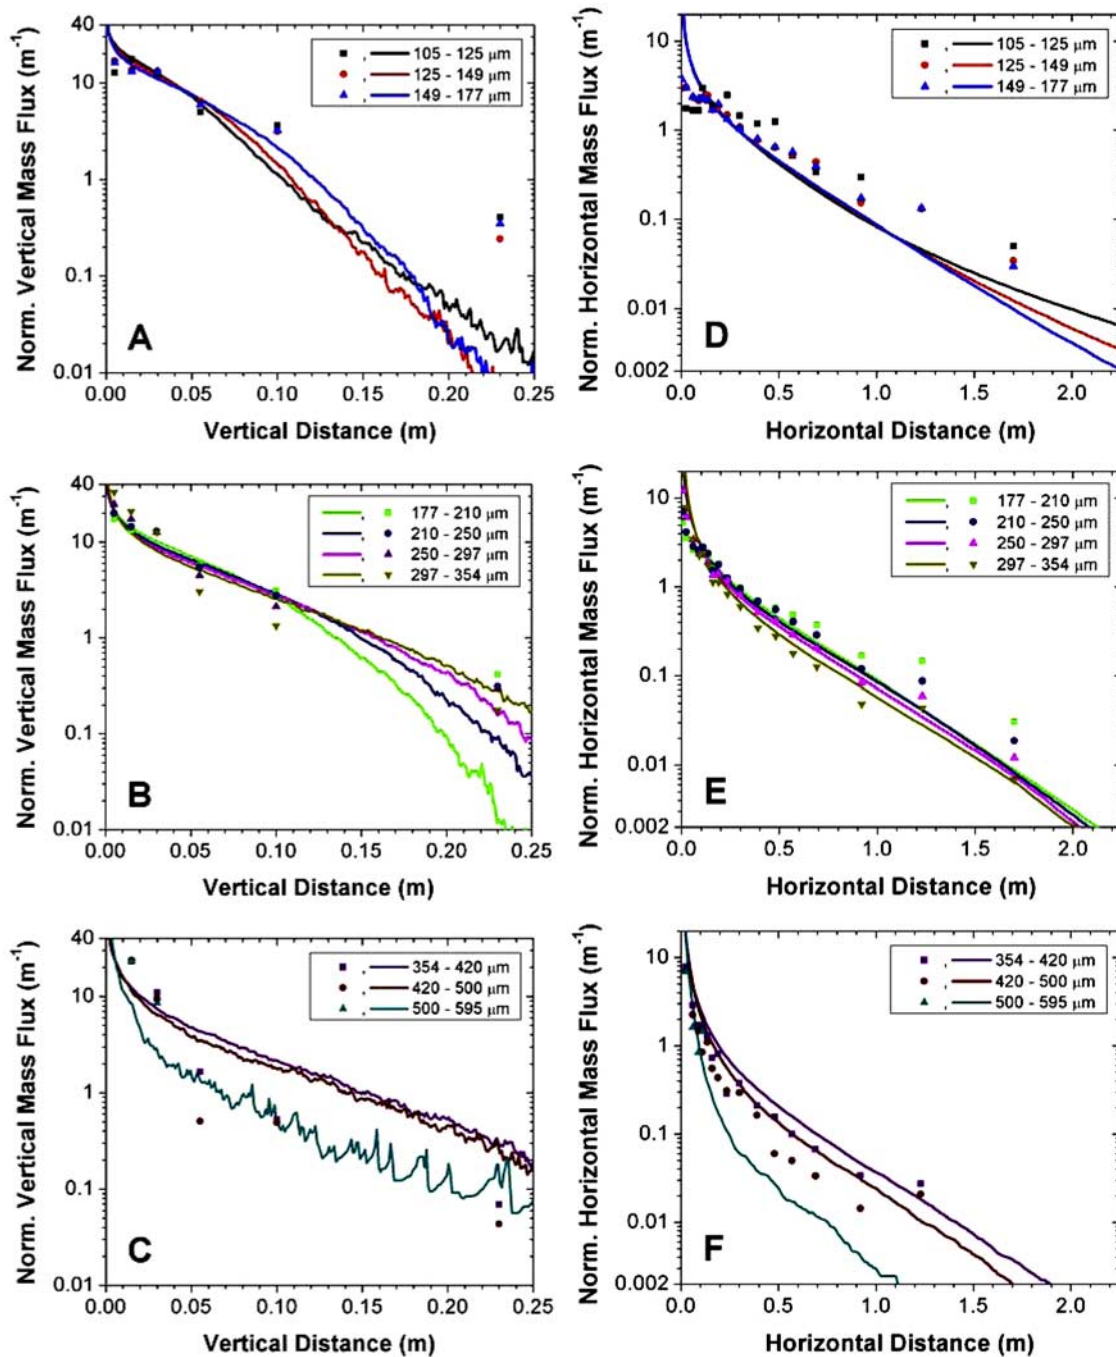 Norm. Vertical Mass Flux (m⁻¹)
40
10
1
0.1
0.01
, 105 - 125 μm
, 125 - 149 μm
, 149 - 177 μm
A
0.00 0.05 0.10 0.15 0.20 0.25
Vertical Distance (m)
Norm. Horizontal Mass Flux (m⁻¹)
10
1
0.1
0.01
0.002
, 105 - 125 μm
, 125 - 149 μm
, 149 - 177 μm
D
0.0 0.5 1.0 1.5 2.0
Horizontal Distance (m)
Norm. Vertical Mass Flux (m⁻¹)
40
10
1
0.1
0.01
, 177 - 210 μm
, 210 - 250 μm
, 250 - 297 μm
, 297 - 354 μm
B
0.00 0.05 0.10 0.15 0.20 0.25
Vertical Distance (m)
Norm. Horizontal Mass Flux (m⁻¹)
10
1
0.1
0.01
0.002
, 177 - 210 μm
, 210 - 250 μm
, 250 - 297 μm
, 297 - 354 μm
E
0.0 0.5 1.0 1.5 2.0
Horizontal Distance (m)
Norm. Vertical Mass Flux (m⁻¹)
40
10
1
0.1
0.01
, 354 - 420 μm
, 420 - 500 μm
, 500 - 595 μm
C
0.00 0.05 0.10 0.15 0.20 0.25
Vertical Distance (m)
Norm. Horizontal Mass Flux (m⁻¹)
10
1
0.1
0.01
0.002
, 354 - 420 μm
, 420 - 500 μm
, 500 - 595 μm
F
0.0 0.5 1.0 1.5 2.0
Horizontal Distance (m)